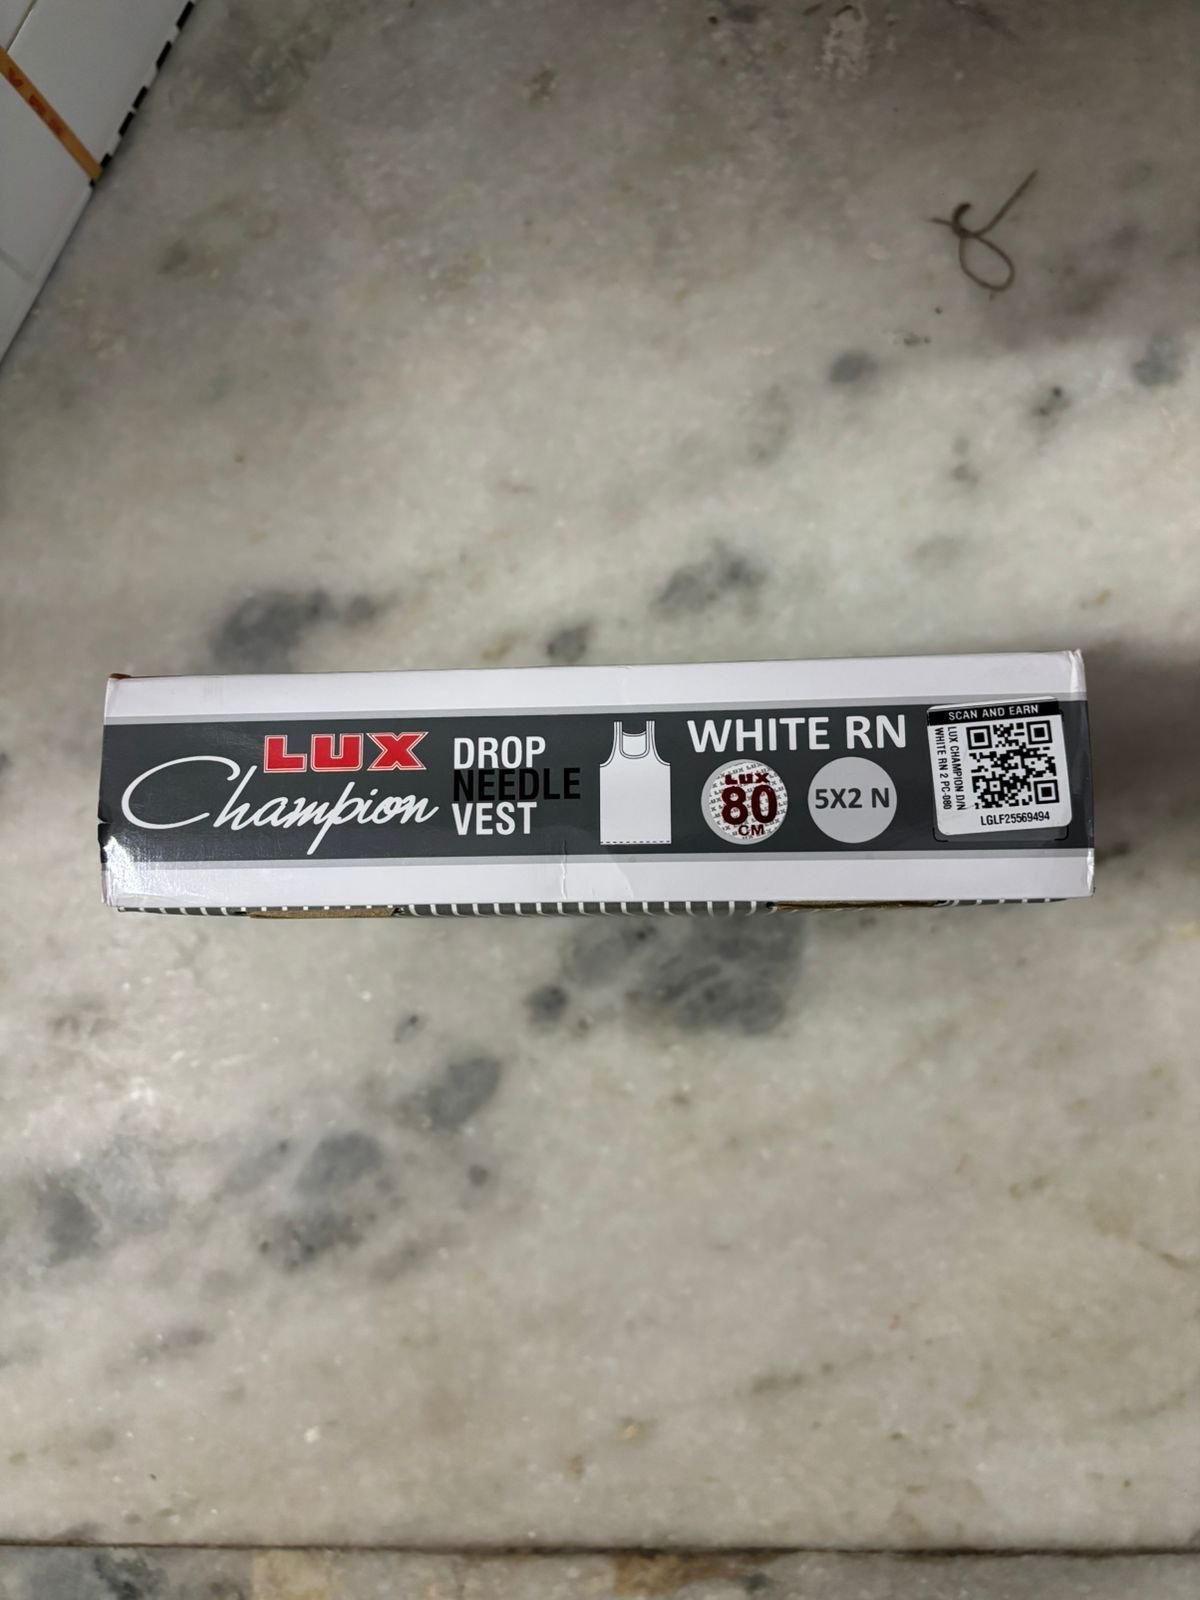 LUX
Champion
DROP
NEEDLE
VEST
WHITE RN
LUX
80
CM
5X2 N
SCAN AND EARN
LUX CHAMPION D/N
WHITE RN 2 PC-080
LGLF25569494